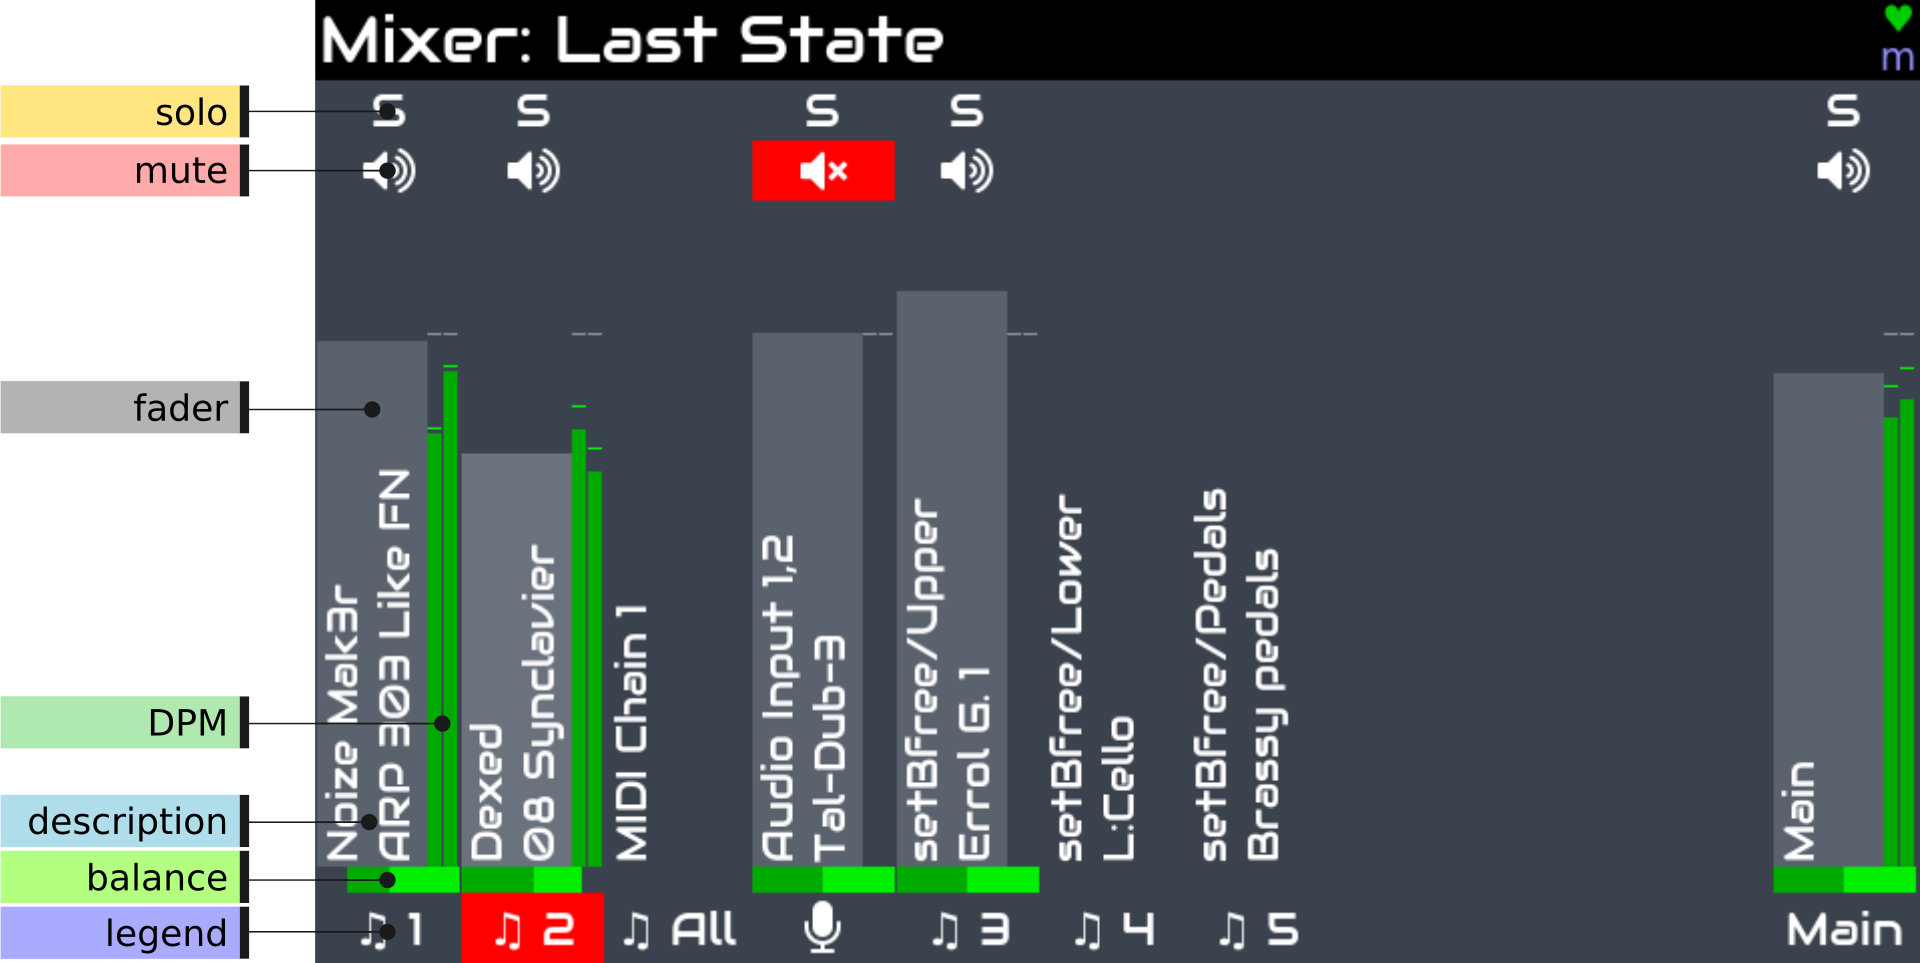 Mixer: Last State
m
solo
S S S S S
mute
fader
DPM
description
balance
legend
Noize Mak3r
ARP 303 Like FN
Dexed
08 Synclavier
MIDI Chain 1
Audio Input 1,2
Tal-Dub-3
setBfree/Upper
Errol G. 1
setBfree/Lower
L:Cello
setBfree/Pedals
Brassy pedals
Main
♫ 1 ♫ 2 ♫ All ♫ 3 ♫ 4 ♫ 5 Main